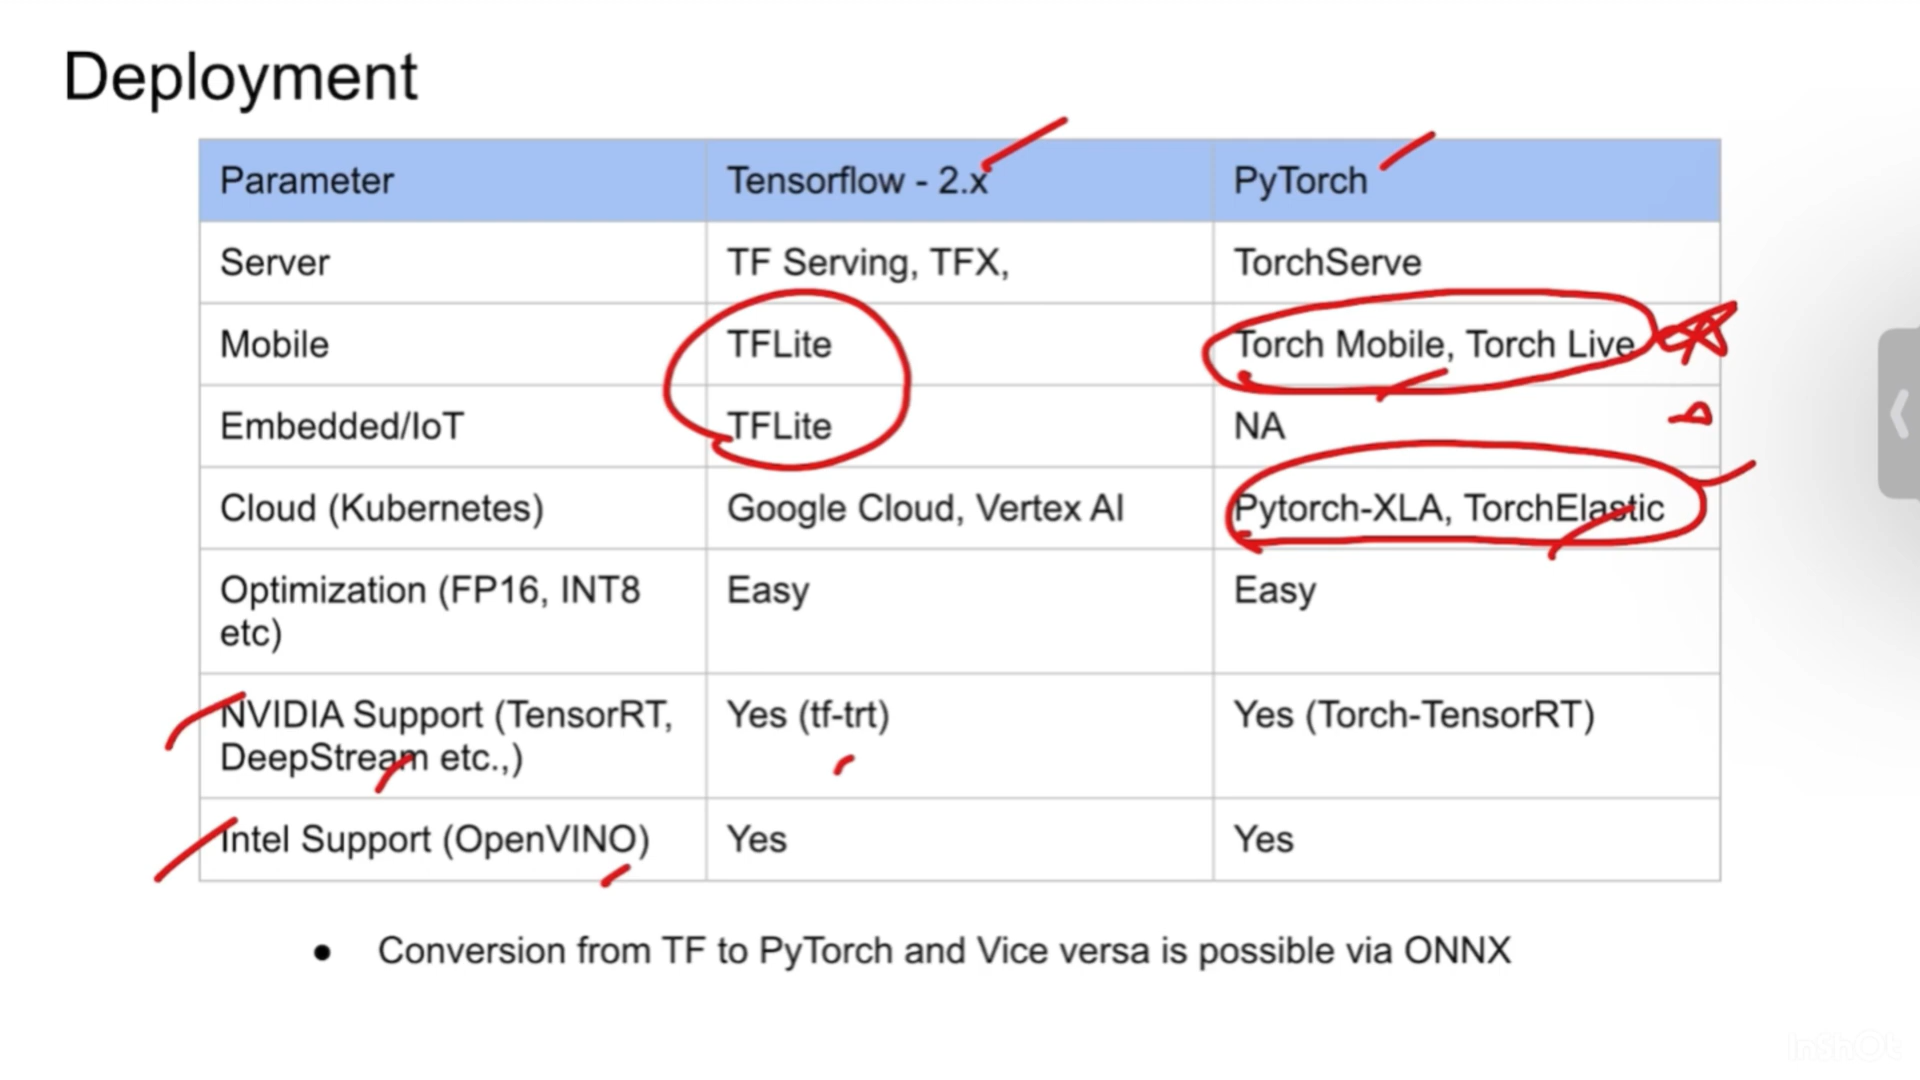 Deployment
Parameter Tensorflow - 2.x PyTorch
Server TF Serving, TFX, TorchServe
Mobile TFLite Torch Mobile, Torch Live
Embedded/IoT TFLite NA
Cloud (Kubernetes) Google Cloud, Vertex AI Pytorch-XLA, TorchElastic
Optimization (FP16, INT8 Easy Easy
etc)
NVIDIA Support (TensorRT, Yes (tf-trt) Yes (Torch-TensorRT)
DeepStream etc.,)
Intel Support (OpenVINO) Yes Yes
● Conversion from TF to PyTorch and Vice versa is possible via ONNX
InShOt